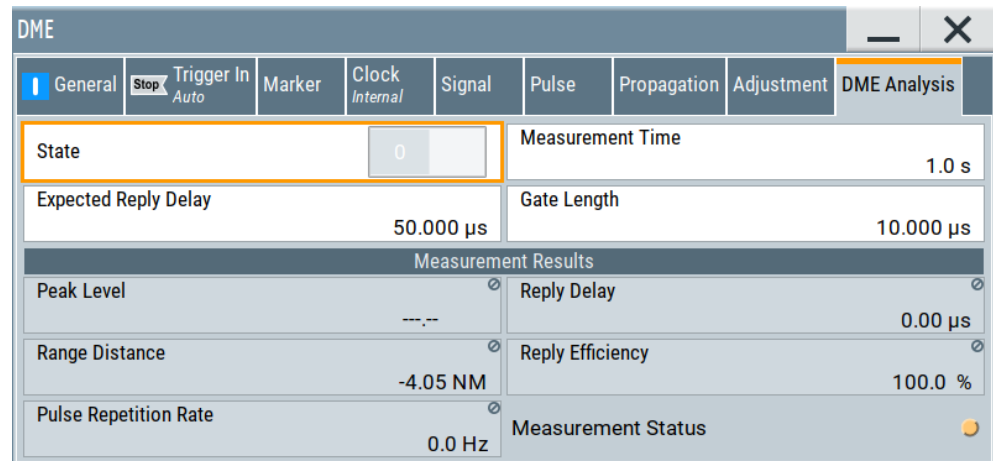 DME
General
Stop Trigger In
Auto
Marker
Clock
Internal
Signal
Pulse
Propagation
Adjustment
DME Analysis
State
0
Measurement Time
1.0 s
Expected Reply Delay
50.000 µs
Gate Length
10.000 µs
Measurement Results
Peak Level
---.--
Reply Delay
0.00 µs
Range Distance
-4.05 NM
Reply Efficiency
100.0 %
Pulse Repetition Rate
0.0 Hz
Measurement Status